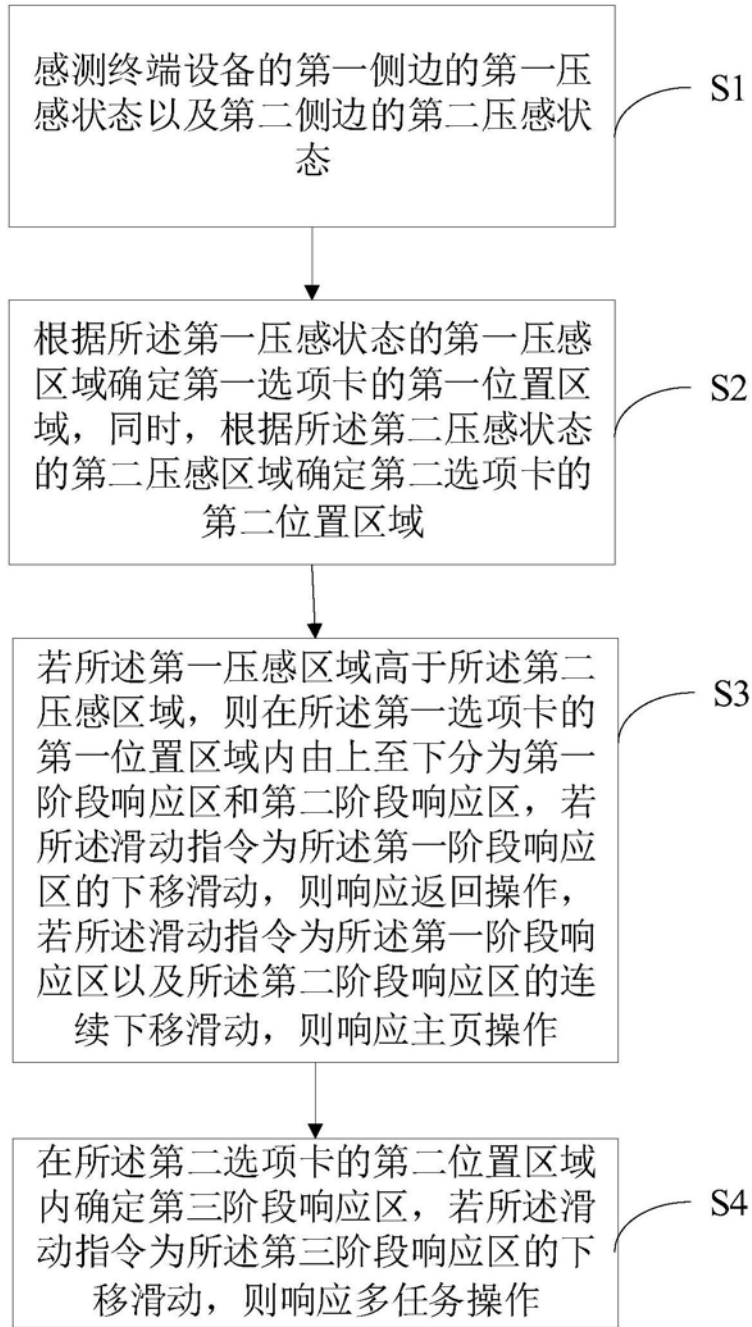 感测终端设备的第一侧边的第一压
感状态以及第二侧边的第二压感状
态
S1
根据所述第一压感状态的第一压感
区域确定第一选项卡的第一位置区
域，同时，根据所述第二压感状态
的第二压感区域确定第二选项卡的
第二位置区域
S2
若所述第一压感区域高于所述第二
压感区域，则在所述第一选项卡的
第一位置区域内由上至下分为第一
阶段响应区和第二阶段响应区，若
所述滑动指令为所述第一阶段响应
区的下移滑动，则响应返回操作，
若所述滑动指令为所述第一阶段响
应区以及所述第二阶段响应区的连
续下移滑动，则响应主页操作
S3
在所述第二选项卡的第二位置区域
内确定第三阶段响应区，若所述滑
动指令为所述第三阶段响应区的下
移滑动，则响应多任务操作
S4